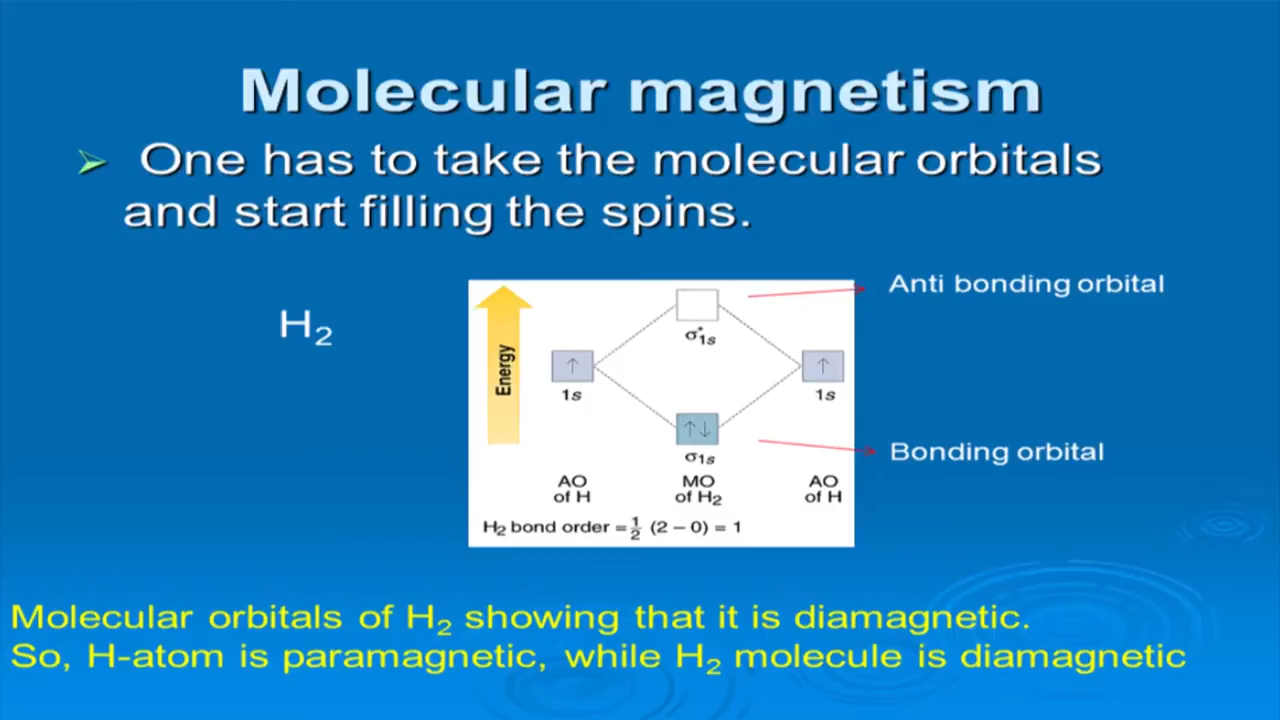 Molecular magnetism
One has to take the molecular orbitals
and start filling the spins.
H₂
Anti bonding orbital
Energy
σ*₁s
↑
↑
1s
1s
↑↓
σ₁s
Bonding orbital
AO MO AO
of H of H₂ of H
H₂ bond order = 1/2 (2 – 0) = 1
Molecular orbitals of H₂ showing that it is diamagnetic.
So, H-atom is paramagnetic, while H₂ molecule is diamagnetic